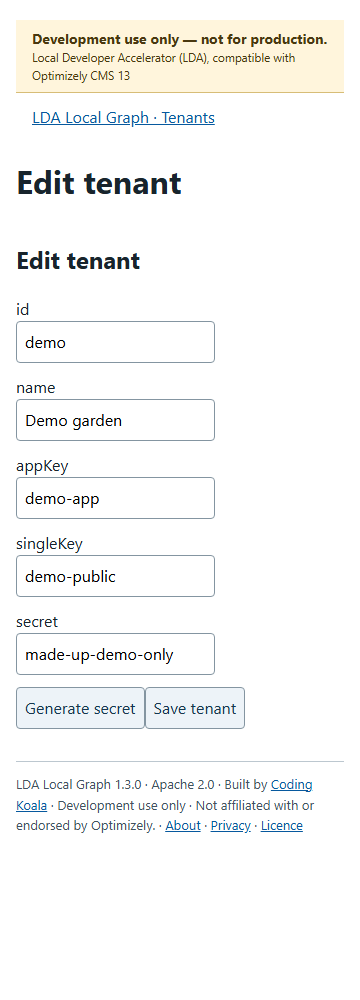 Development use only — not for production.
Local Developer Accelerator (LDA), compatible with
Optimizely CMS 13
LDA Local Graph · Tenants
Edit tenant
Edit tenant
id
demo
name
Demo garden
appKey
demo-app
singleKey
demo-public
secret
made-up-demo-only
Generate secret Save tenant
LDA Local Graph 1.3.0 · Apache 2.0 · Built by Coding
Koala · Development use only · Not affiliated with or
endorsed by Optimizely. · About · Privacy · Licence